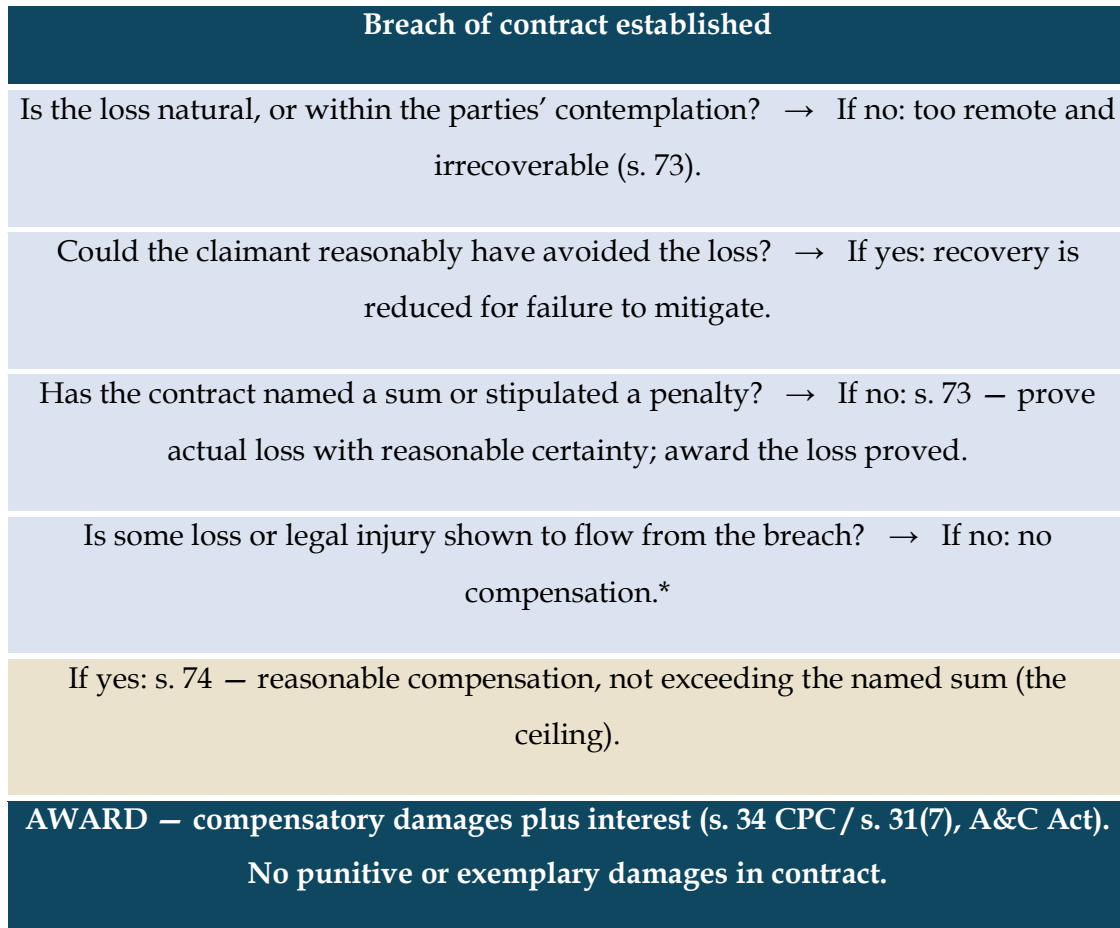 Breach of contract established
Is the loss natural, or within the parties’ contemplation? → If no: too remote and
irrecoverable (s. 73).
Could the claimant reasonably have avoided the loss? → If yes: recovery is
reduced for failure to mitigate.
Has the contract named a sum or stipulated a penalty? → If no: s. 73 — prove
actual loss with reasonable certainty; award the loss proved.
Is some loss or legal injury shown to flow from the breach? → If no: no
compensation.*
If yes: s. 74 — reasonable compensation, not exceeding the named sum (the
ceiling).
AWARD — compensatory damages plus interest (s. 34 CPC / s. 31(7), A&C Act).
No punitive or exemplary damages in contract.